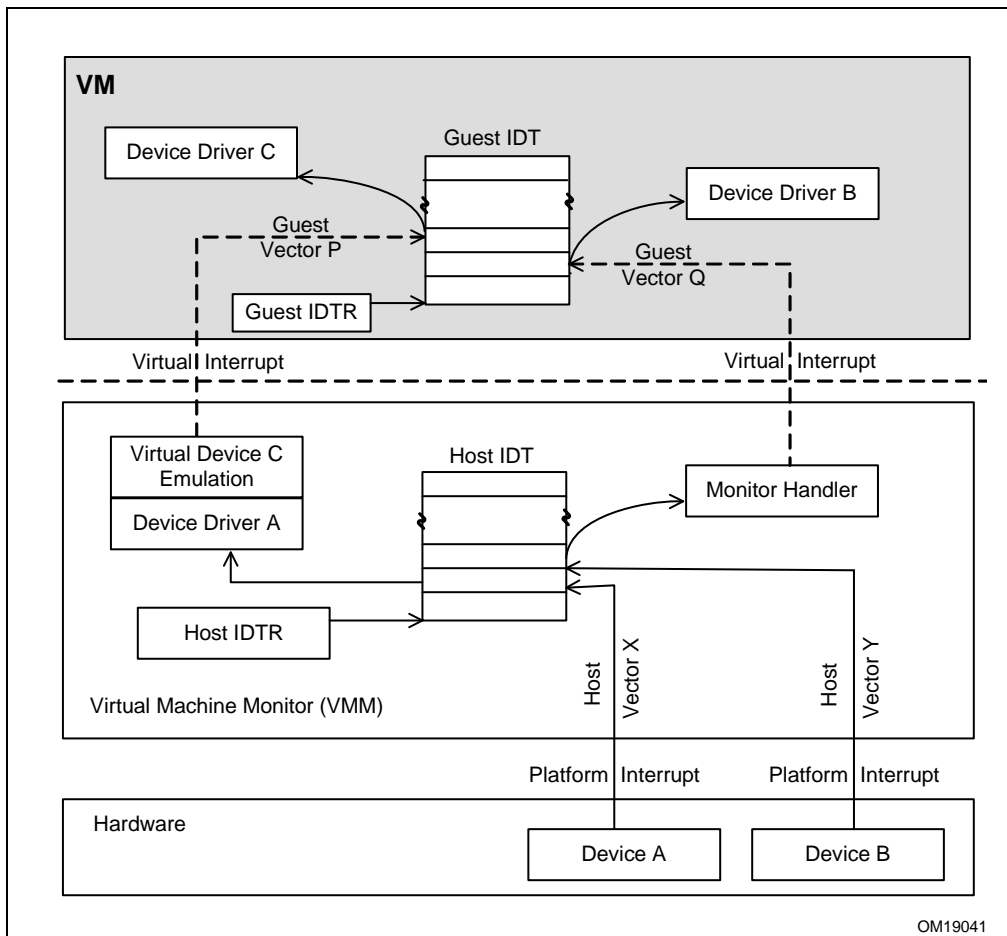 VM
Guest IDT
Device Driver C
Device Driver B
Guest
Vector P
Guest
Vector Q
Guest IDTR
Virtual Interrupt
Virtual Interrupt
Virtual Device C
Emulation
Host IDT
Monitor Handler
Device Driver A
Host IDTR
Host
Vector X
Host
Vector Y
Virtual Machine Monitor (VMM)
Platform Interrupt
Platform Interrupt
Hardware
Device A
Device B
OM19041